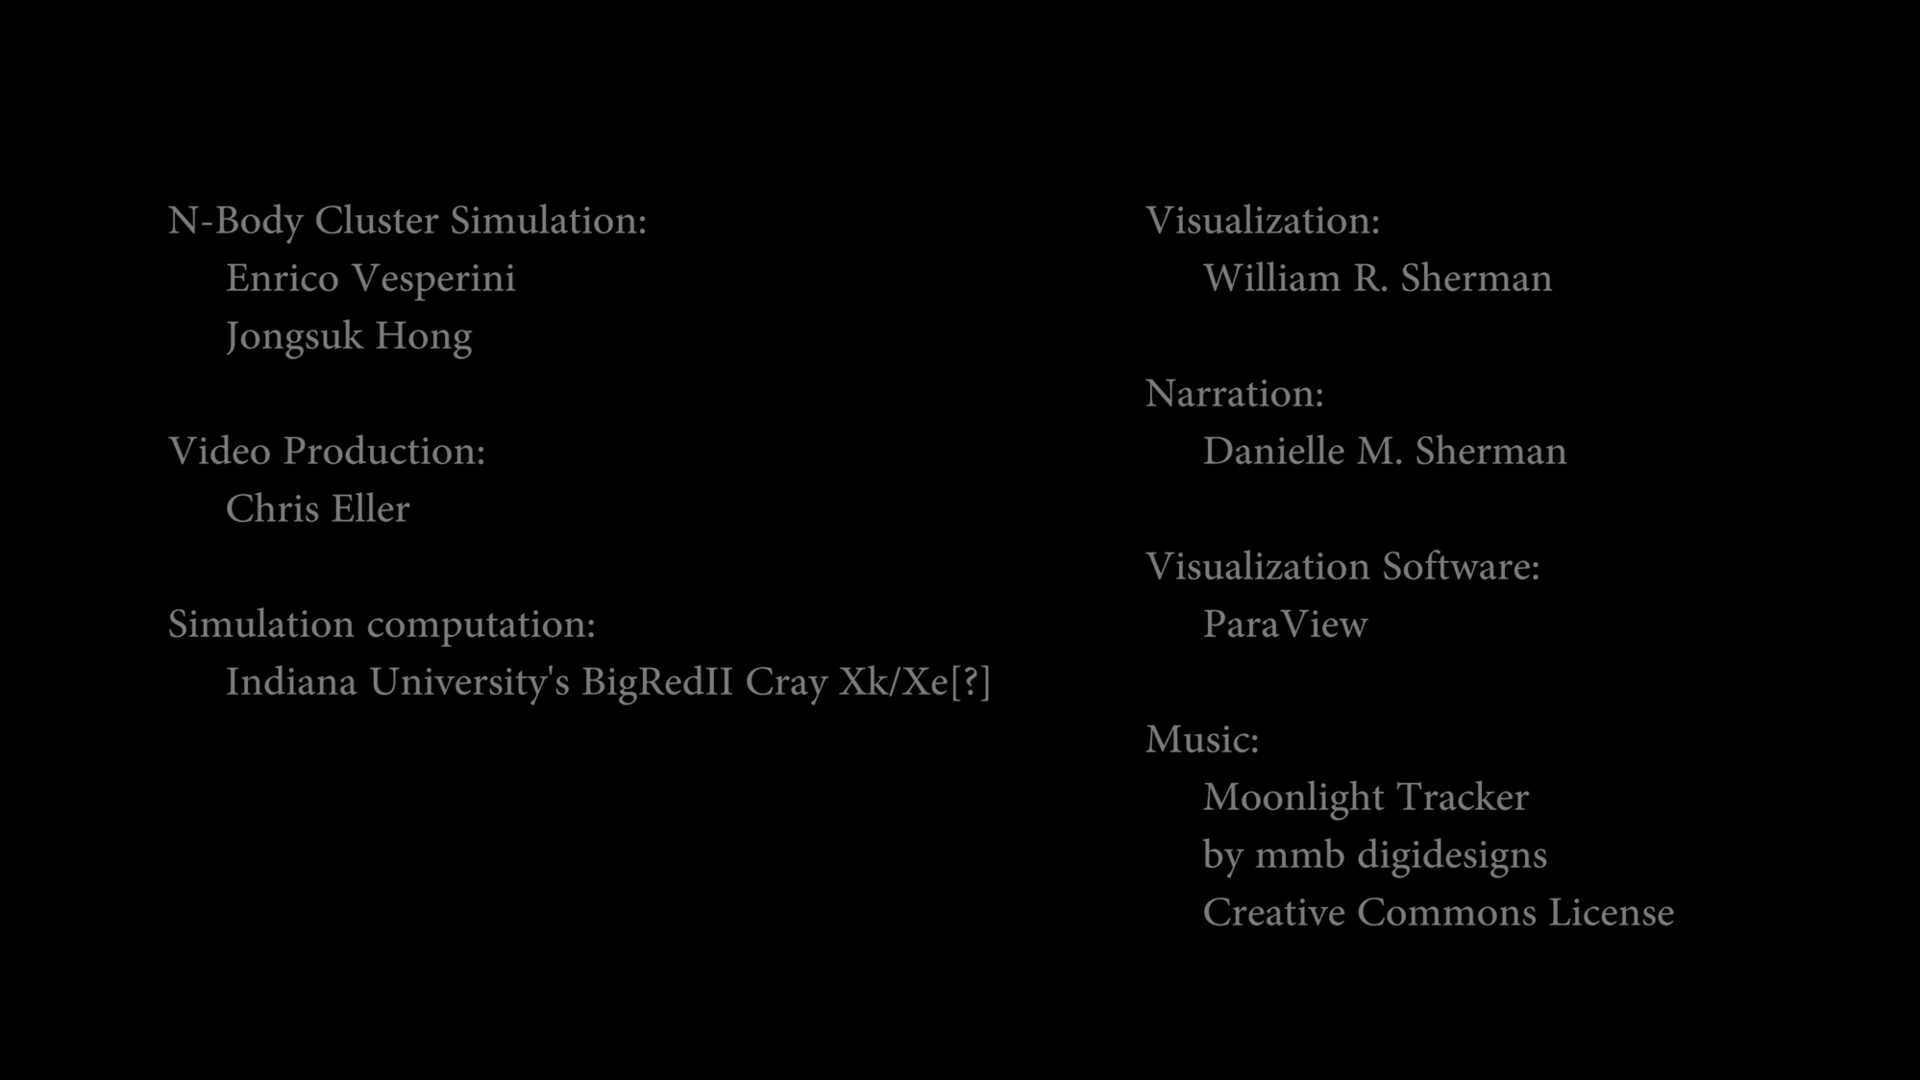 N-Body Cluster Simulation:
Enrico Vesperini
Jongsuk Hong
Video Production:
Chris Eller
Simulation computation:
Indiana University's BigRedII Cray Xk/Xe[?]
Visualization:
William R. Sherman
Narration:
Danielle M. Sherman
Visualization Software:
ParaView
Music:
Moonlight Tracker
by mmb digidesigns
Creative Commons License